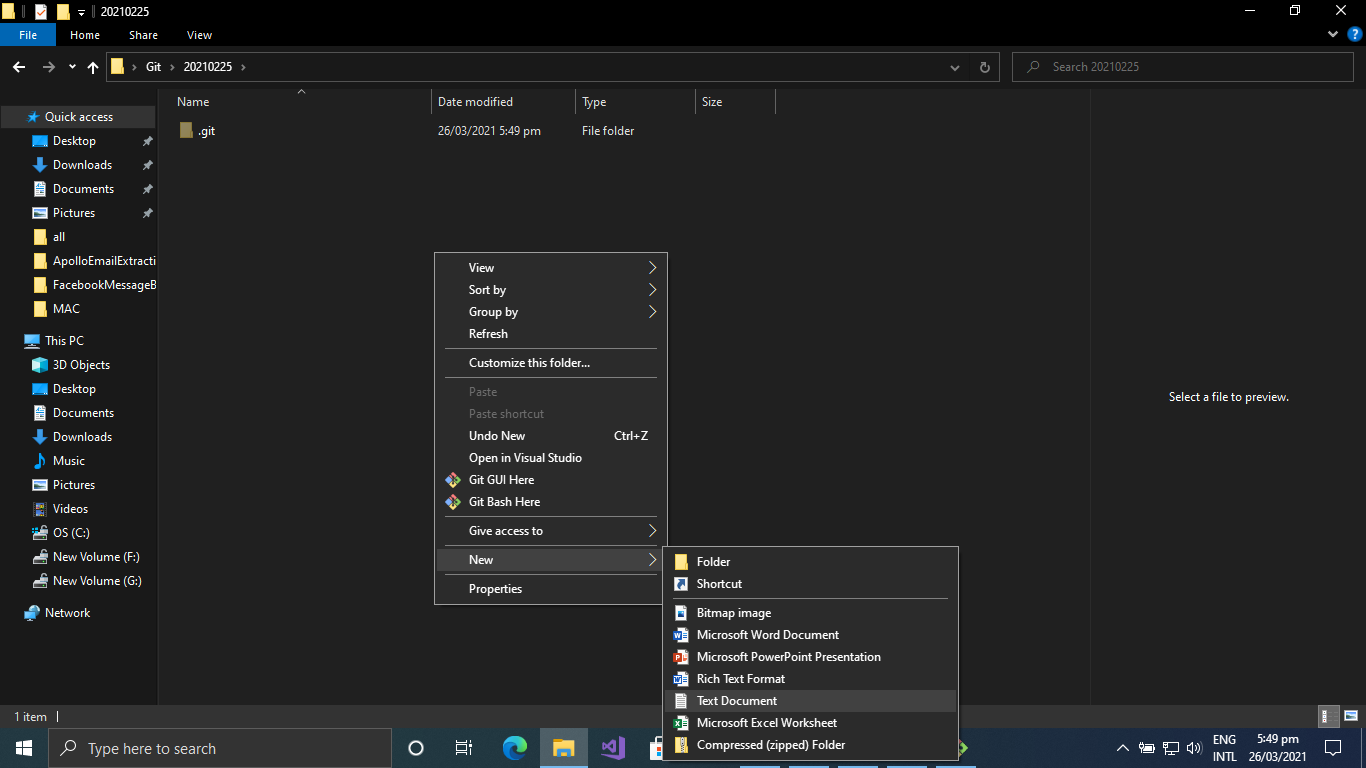 20210225
File Home Share View
Git 20210225
Search 20210225
Name Date modified Type Size
.git 26/03/2021 5:49 pm File folder
Quick access
Desktop
Downloads
Documents
Pictures
all
ApolloEmailExtracti
FacebookMessageB
MAC
This PC
3D Objects
Desktop
Documents
Downloads
Music
Pictures
Videos
OS (C:)
New Volume (F:)
New Volume (G:)
Network
View
Sort by
Group by
Refresh
Customize this folder...
Paste
Paste shortcut
Undo New Ctrl+Z
Open in Visual Studio
Git GUI Here
Git Bash Here
Give access to
New
Properties
Folder
Shortcut
Bitmap image
Microsoft Word Document
Microsoft PowerPoint Presentation
Rich Text Format
Text Document
Microsoft Excel Worksheet
Compressed (zipped) Folder
Select a file to preview.
1 item
Type here to search
ENG
INTL
5:49 pm
26/03/2021